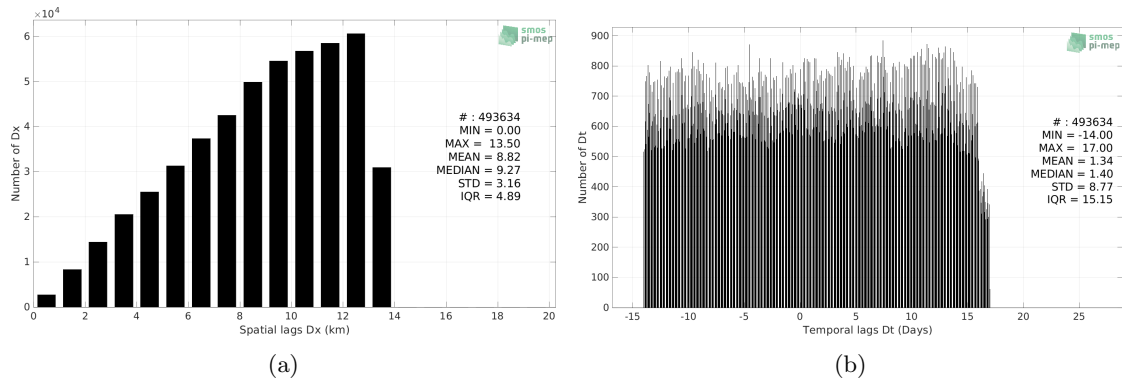 ×10⁴
6
5
4
3
2
1
0
Number of Dx
0 2 4 6 8 10 12 14 16 18 20
Spatial lags Dx (km)
smos
pi-mep
# : 493634
MIN = 0.00
MAX = 13.50
MEAN = 8.82
MEDIAN = 9.27
STD = 3.16
IQR = 4.89
(a)
900
800
700
600
500
400
300
200
100
0
Number of Dt
-15 -10 -5 0 5 10 15 20 25
Temporal lags Dt (Days)
smos
pi-mep
# : 493634
MIN = -14.00
MAX = 17.00
MEAN = 1.34
MEDIAN = 1.40
STD = 8.77
IQR = 15.15
(b)